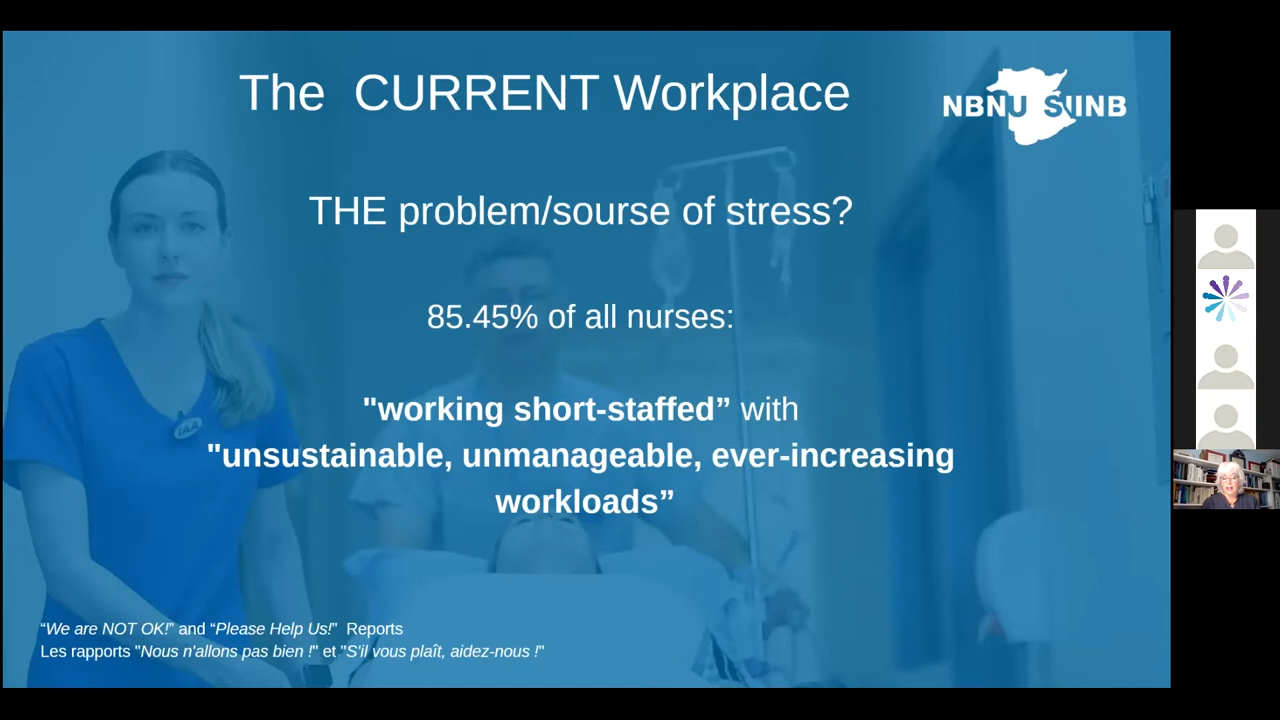 The CURRENT Workplace
NBNU SIINB
THE problem/sourse of stress?
85.45% of all nurses:
"working short-staffed” with
"unsustainable, unmanageable, ever-increasing
workloads”
IAA
“We are NOT OK!” and “Please Help Us!” Reports
Les rapports "Nous n'allons pas bien !" et "S'il vous plaît, aidez-nous !"